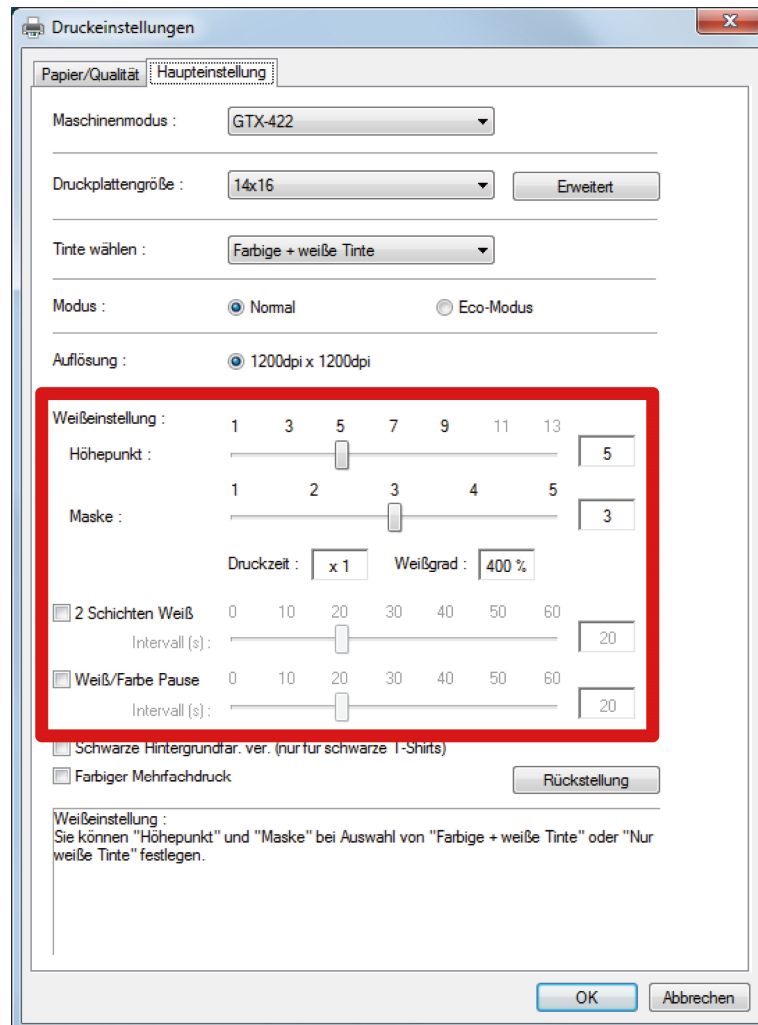 Druckeinstellungen
X
Papier/Qualität Haupteinstellung
Maschinenmodus : GTX-422
Druckplattengröße : 14x16 Erweitert
Tinte wählen : Farbige + weiße Tinte
Modus : Normal Eco-Modus
Auflösung : 1200dpi x 1200dpi
Weißeinstellung : 1 3 5 7 9 11 13
Höhepunkt : 5
1 2 3 4 5
Maske : 3
Druckzeit : x 1 Weißgrad : 400 %
2 Schichten Weiß 0 10 20 30 40 50 60
Intervall (s) : 20
Weiß/Farbe Pause 0 10 20 30 40 50 60
Intervall (s) : 20
Schwarze Hintergrundfar. ver. (nur für schwarze T-Shirts)
Farbiger Mehrfachdruck Rückstellung
Weißeinstellung :
Sie können "Höhepunkt" und "Maske" bei Auswahl von "Farbige + weiße Tinte" oder "Nur
weiße Tinte" festlegen.
OK Abbrechen